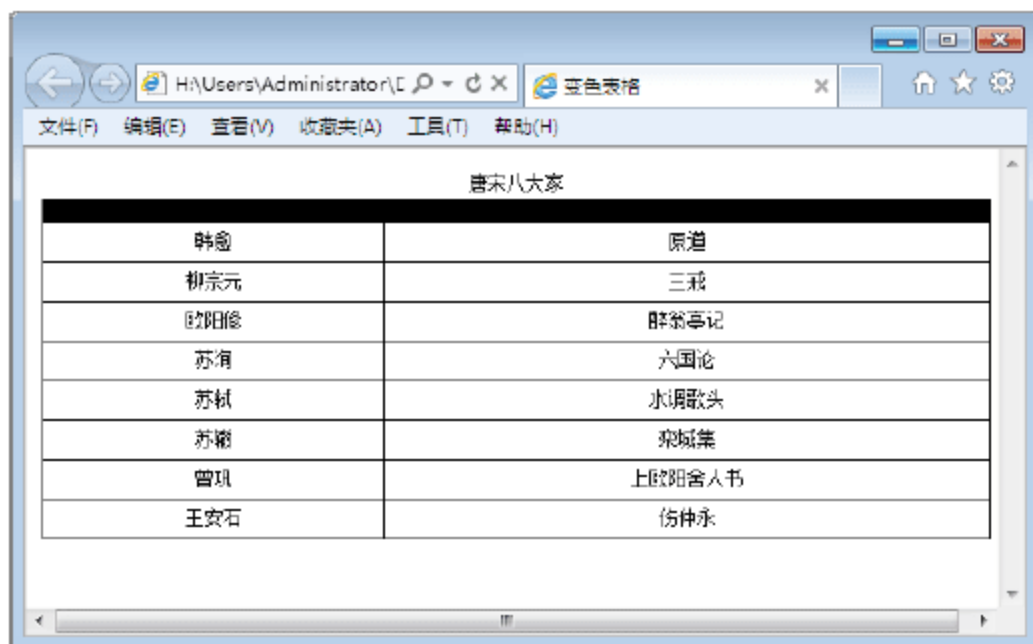 H:\Users\Administrator\D
变色表格
文件(F) 编辑(E) 查看(V) 收藏夹(A) 工具(T) 帮助(H)
唐宋八大家
韩愈 原道
柳宗元 三戒
欧阳修 醉翁亭记
苏洵 六国论
苏轼 水调歌头
苏辙 栾城集
曾巩 上欧阳舍人书
王安石 伤仲永